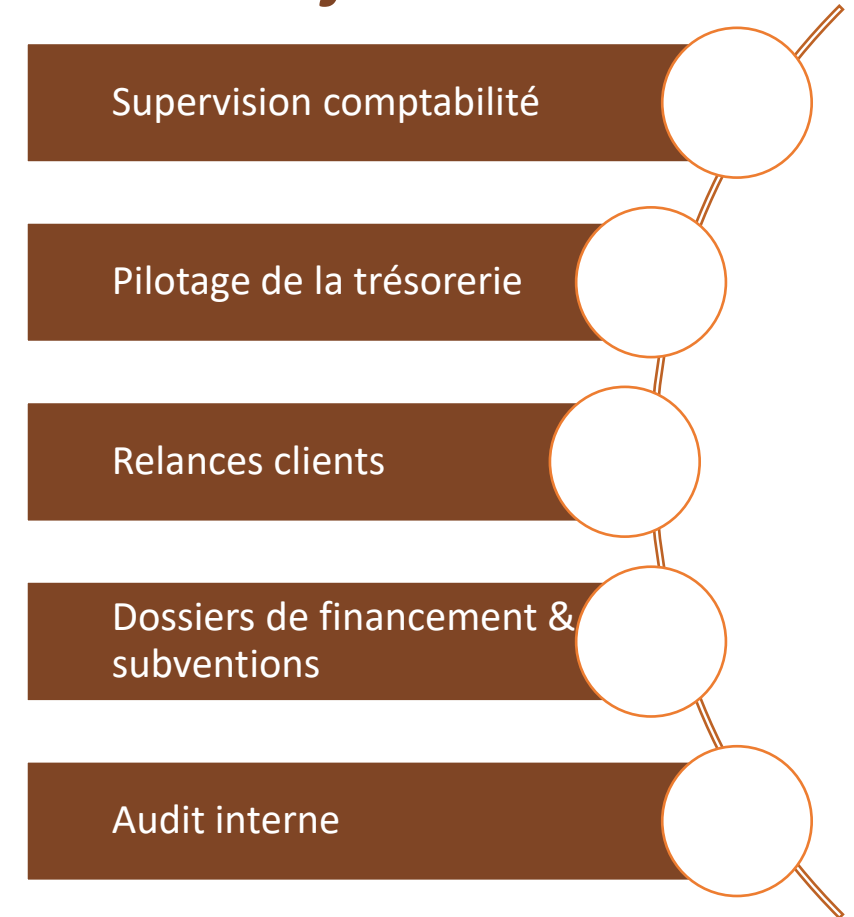 Supervision comptabilité
Pilotage de la trésorerie
Relances clients
Dossiers de financement &
subventions
Audit interne